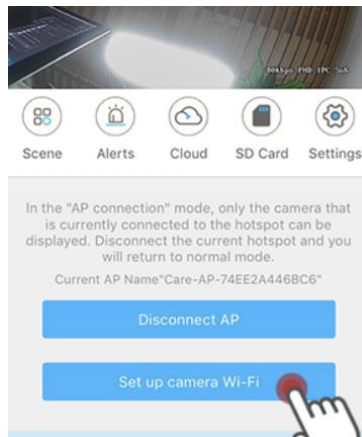 Scene Alerts Cloud SD Card Settings
In the "AP connection" mode, only the camera that
is currently connected to the hotspot can be
displayed. Disconnect the current hotspot and you
will return to normal mode.
Current AP Name"Care-AP-74EE2A446BC6"
Disconnect AP
Set up camera Wi-Fi